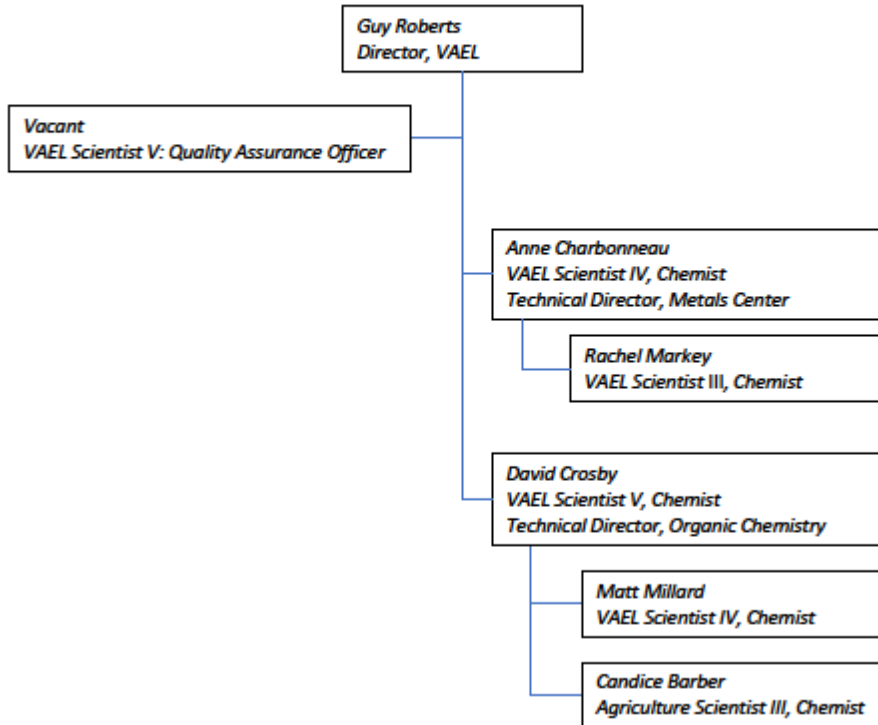 Guy Roberts
Director, VAEL
Vacant
VAEL Scientist V: Quality Assurance Officer
Anne Charbonneau
VAEL Scientist IV, Chemist
Technical Director, Metals Center
Rachel Markey
VAEL Scientist III, Chemist
David Crosby
VAEL Scientist V, Chemist
Technical Director, Organic Chemistry
Matt Millard
VAEL Scientist IV, Chemist
Candice Barber
Agriculture Scientist III, Chemist